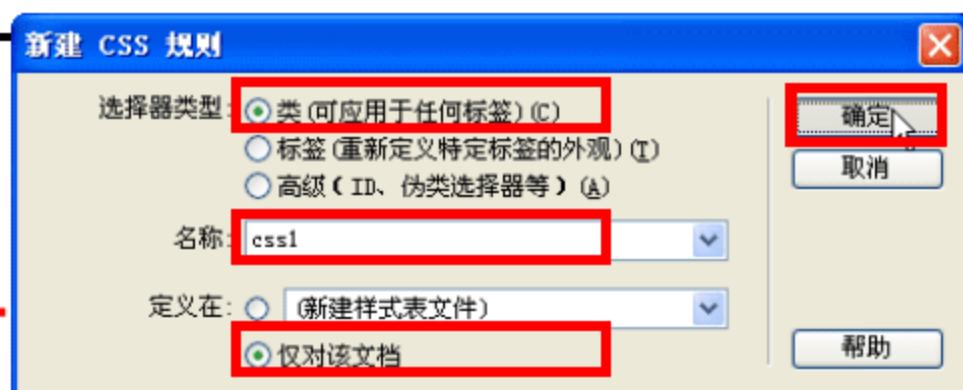 新建 CSS 规则
选择器类型: 类(可应用于任何标签)(C)
确定
标签(重新定义特定标签的外观)(T)
取消
高级(ID、伪类选择器等)(A)
名称: css1
定义在: (新建样式表文件)
仅对该文档
帮助